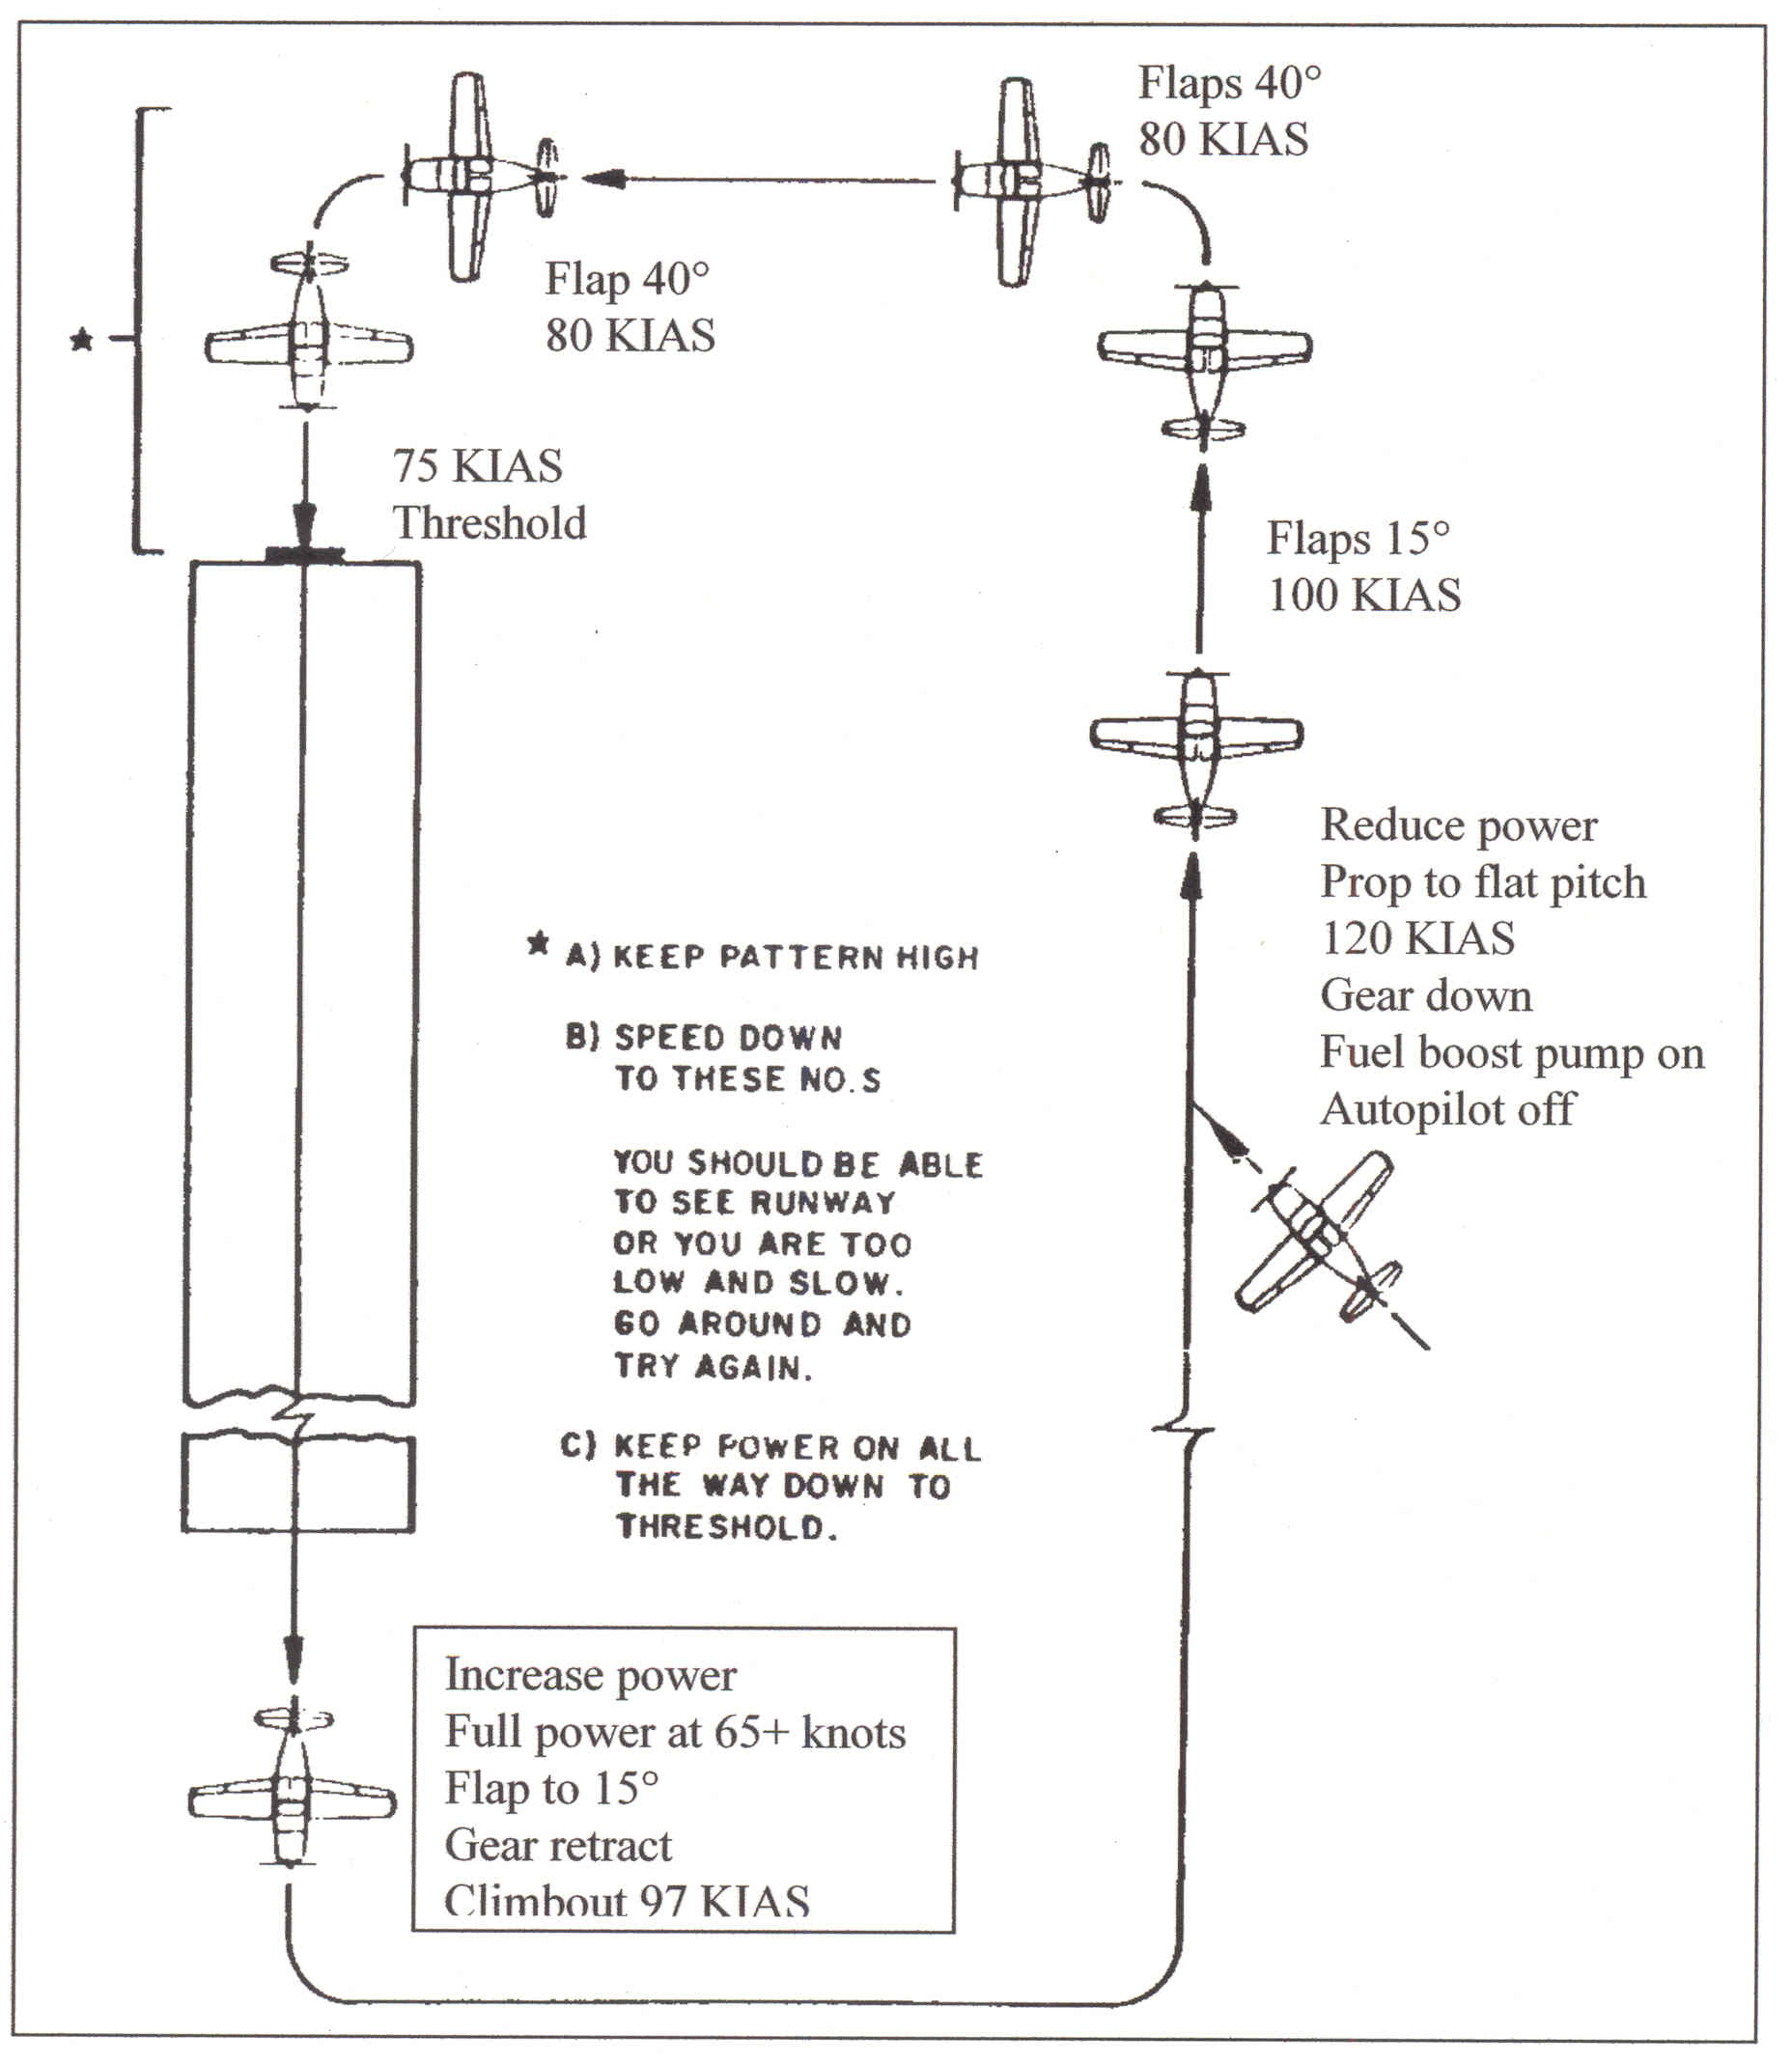 Flaps 40°
80 KIAS
Flap 40°
80 KIAS
75 KIAS
Threshold
Flaps 15°
100 KIAS
Reduce power
Prop to flat pitch
120 KIAS
Gear down
Fuel boost pump on
Autopilot off
★ A) KEEP PATTERN HIGH
B) SPEED DOWN
TO THESE NO.S
YOU SHOULD BE ABLE
TO SEE RUNWAY
OR YOU ARE TOO
LOW AND SLOW.
GO AROUND AND
TRY AGAIN.
C) KEEP POWER ON ALL
THE WAY DOWN TO
THRESHOLD.
Increase power
Full power at 65+ knots
Flap to 15°
Gear retract
Climbout 97 KIAS